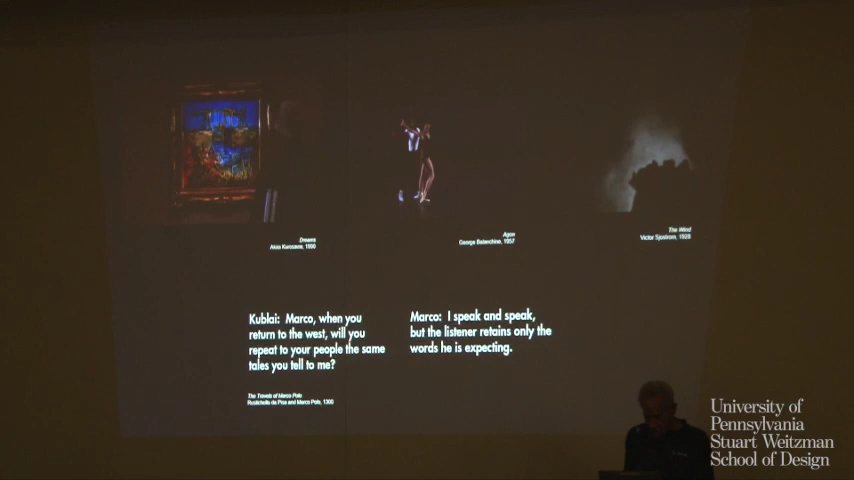 Dreams
Akira Kurosawa, 1990
Agon
George Balanchine, 1957
The Wind
Victor Sjostrom, 1928
Kublai: Marco, when you
return to the west, will you
repeat to your people the same
tales you tell to me?
Marco: I speak and speak,
but the listener retains only the
words he is expecting.
The Travels of Marco Polo
Rustichello da Pisa and Marco Polo, 1300
University of
Pennsylvania
Stuart Weitzman
School of Design